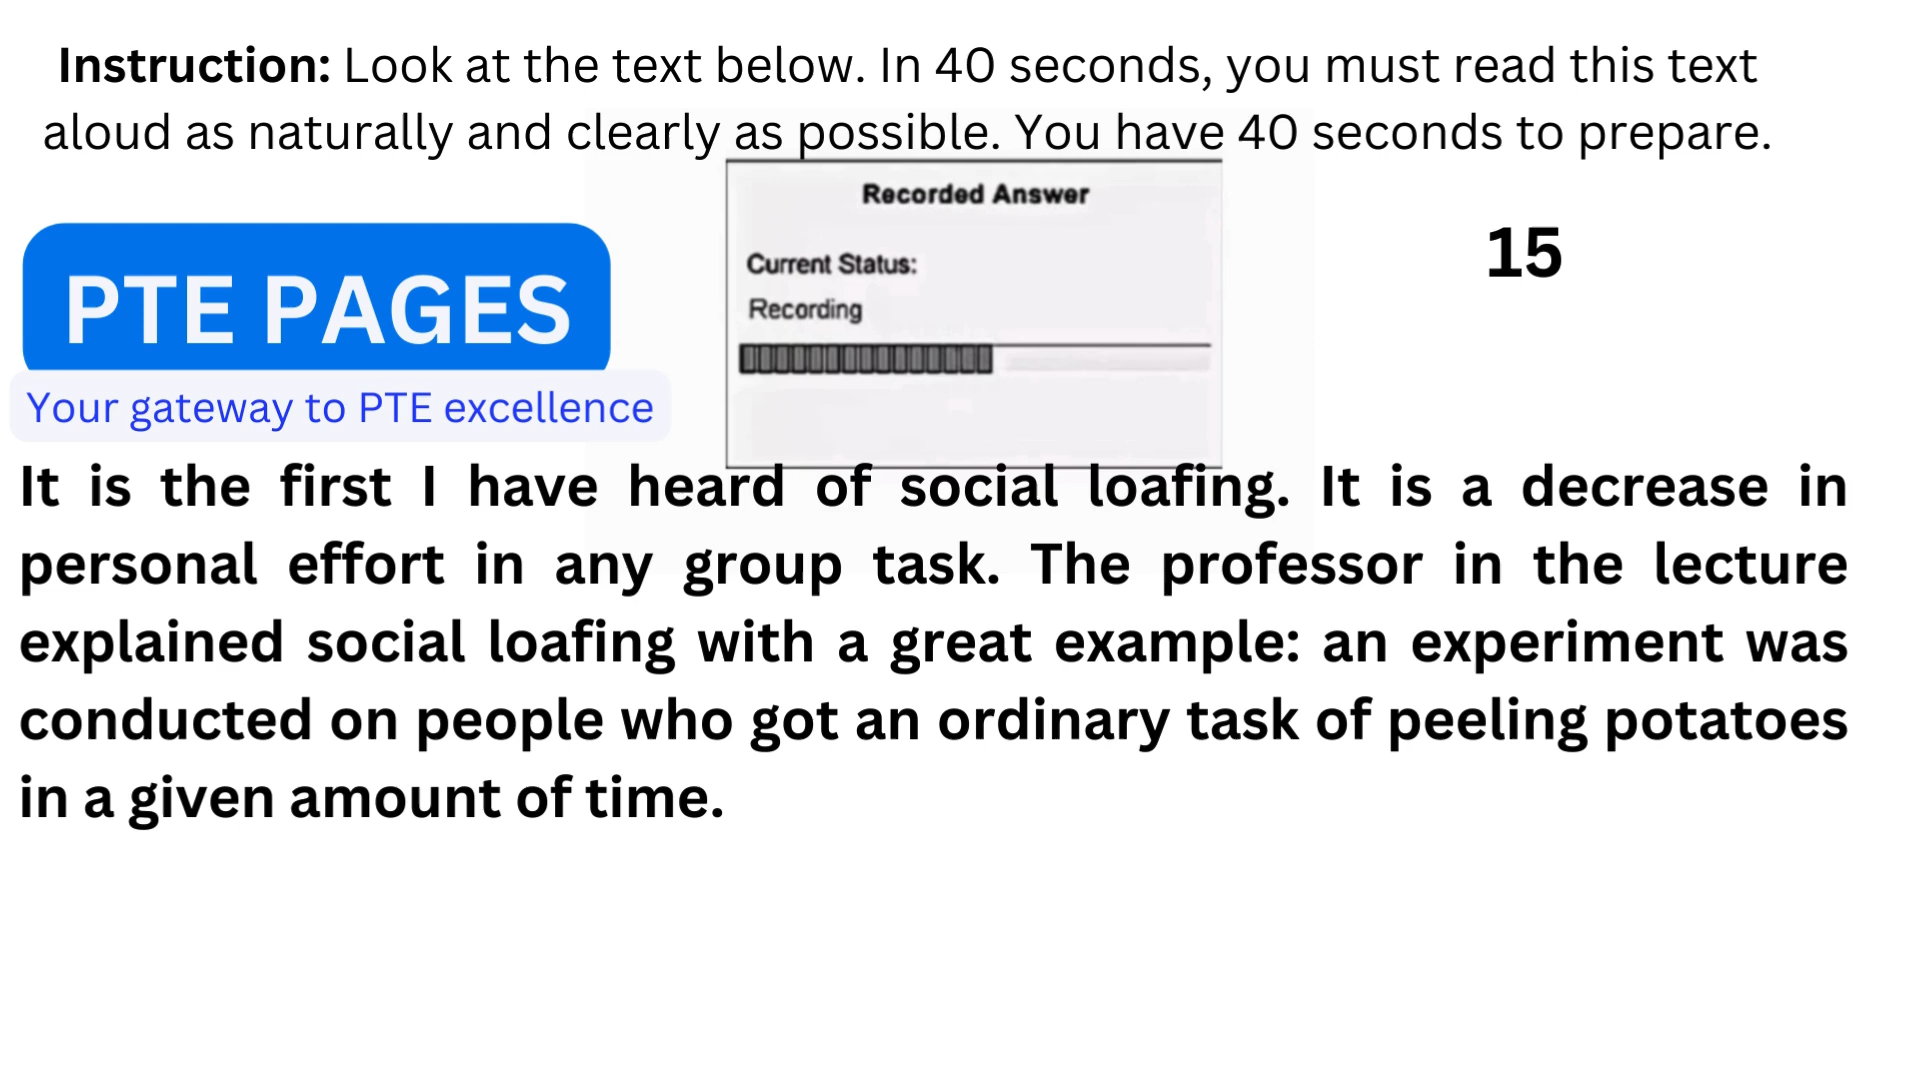 Instruction: Look at the text below. In 40 seconds, you must read this text
aloud as naturally and clearly as possible. You have 40 seconds to prepare.
Recorded Answer
15
PTE PAGES
Current Status:
Recording
Your gateway to PTE excellence
It is the first I have heard of social loafing. It is a decrease in
personal effort in any group task. The professor in the lecture
explained social loafing with a great example: an experiment was
conducted on people who got an ordinary task of peeling potatoes
in a given amount of time.